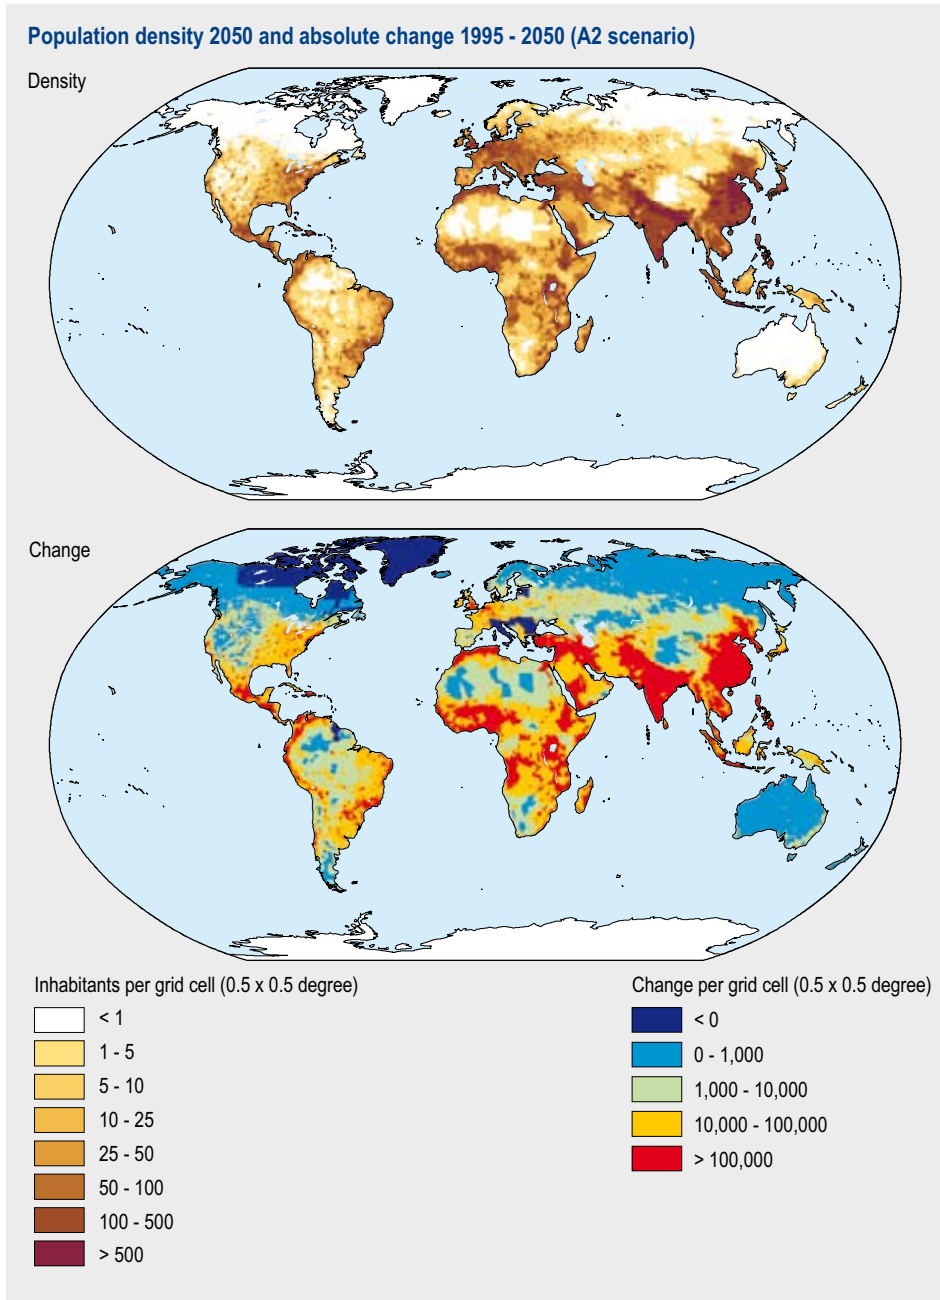 Population density 2050 and absolute change 1995 - 2050 (A2 scenario)
Density
Change
Inhabitants per grid cell (0.5 x 0.5 degree)
< 1
1 - 5
5 - 10
10 - 25
25 - 50
50 - 100
100 - 500
> 500
Change per grid cell (0.5 x 0.5 degree)
< 0
0 - 1,000
1,000 - 10,000
10,000 - 100,000
> 100,000